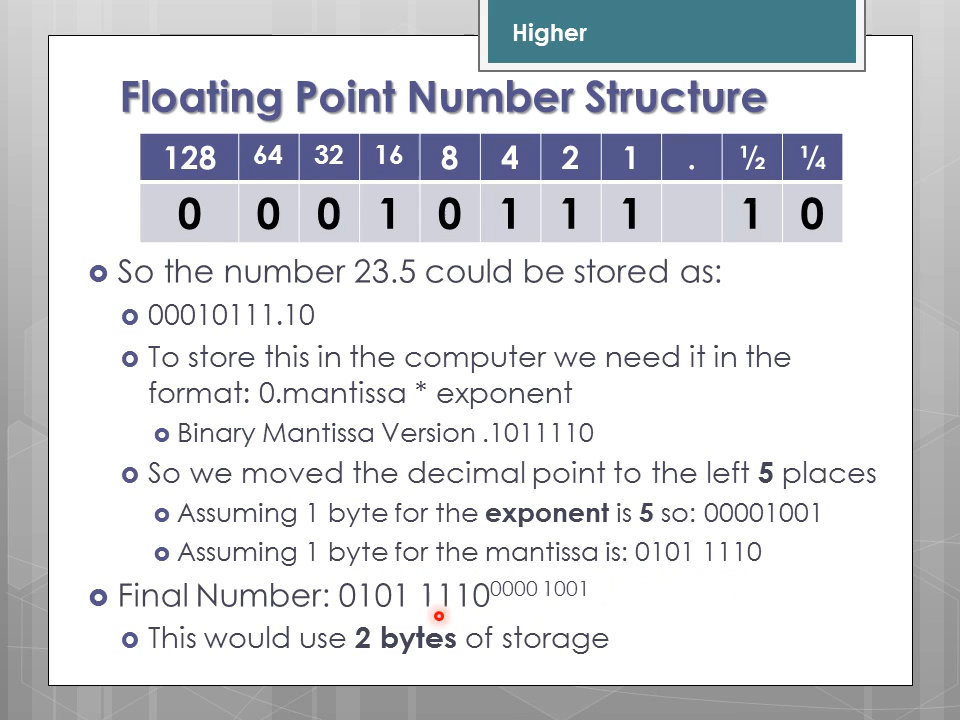 Higher
Floating Point Number Structure
128 64 32 16 8 4 2 1 . ½ ¼
0 0 0 1 0 1 1 1 1 0
So the number 23.5 could be stored as:
00010111.10
To store this in the computer we need it in the
format: 0.mantissa * exponent
Binary Mantissa Version .1011110
So we moved the decimal point to the left 5 places
Assuming 1 byte for the exponent is 5 so: 00001001
Assuming 1 byte for the mantissa is: 0101 1110
Final Number: 0101 1110⁰⁰⁰⁰ ¹⁰⁰¹
This would use 2 bytes of storage